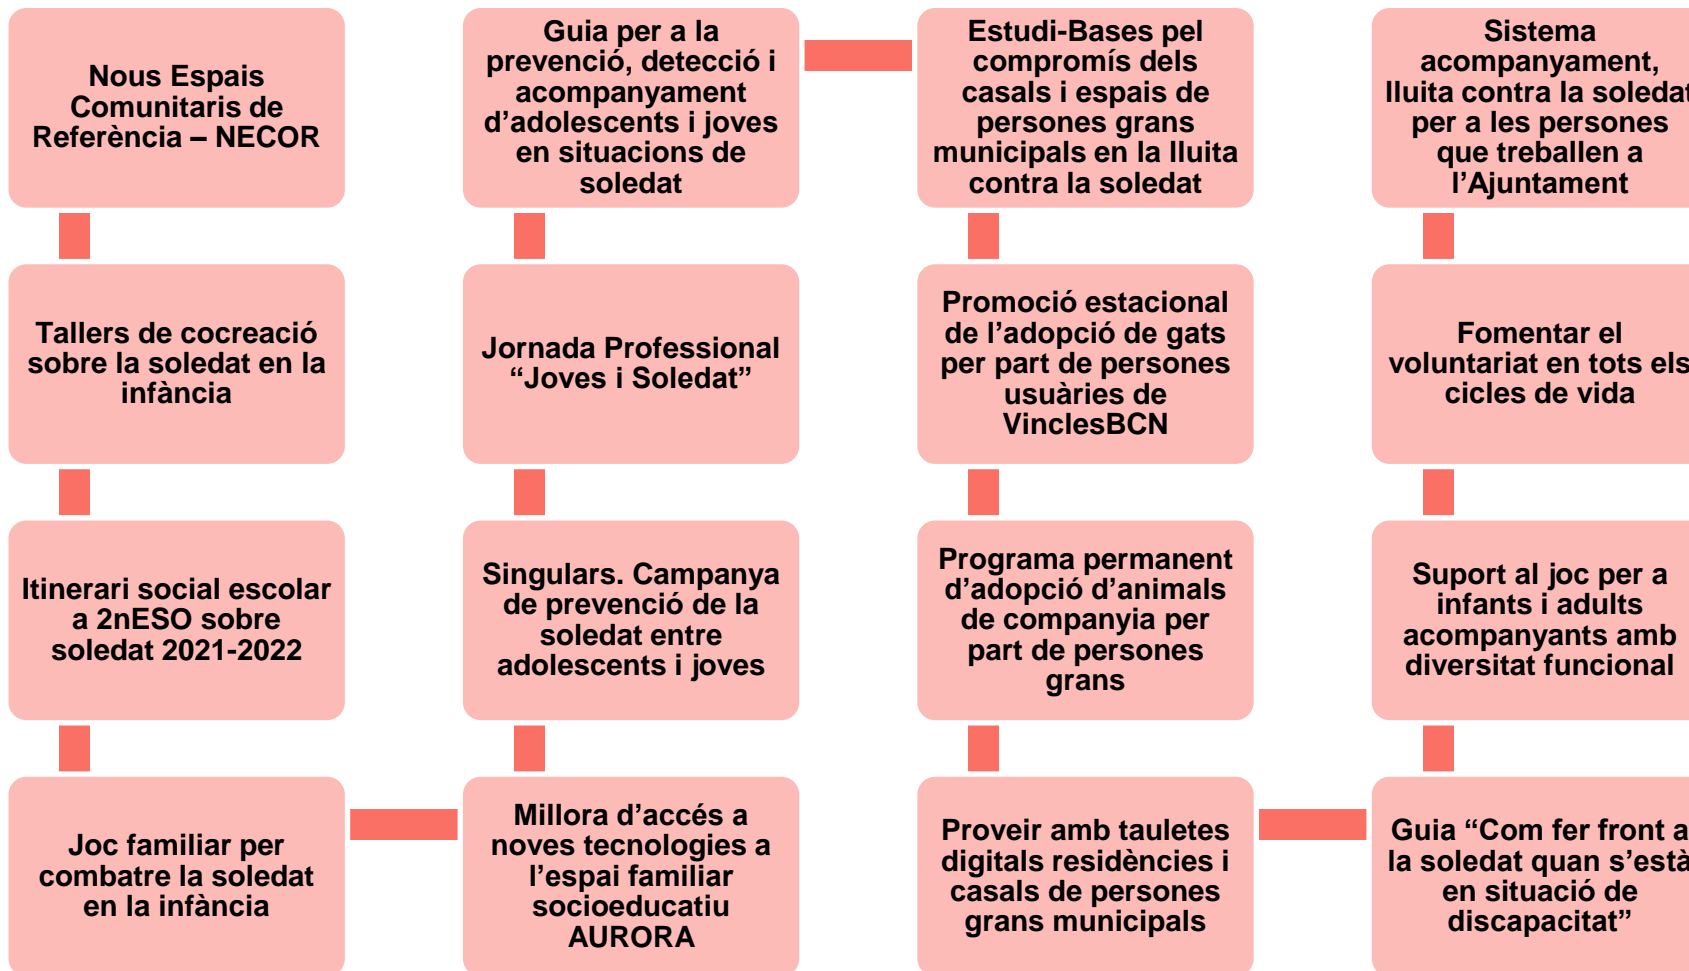 Nous Espais
Comunitaris de
Referència – NECOR
Tallers de cocreació
sobre la soledat en la
infància
Itinerari social escolar
a 2nESO sobre
soledat 2021-2022
Joc familiar per
combatre la soledat
en la infància
Millora d’accés a
noves tecnologies a
l’espai familiar
socioeducatiu
AURORA
Singulars. Campanya
de prevenció de la
soledat entre
adolescents i joves
Jornada Professional
“Joves i Soledat”
Guia per a la
prevenció, detecció i
acompanyament
d’adolescents i joves
en situacions de
soledat
Estudi-Bases pel
compromís dels
casals i espais de
persones grans
municipals en la lluita
contra la soledat
Promoció estacional
de l’adopció de gats
per part de persones
usuàries de
VinclesBCN
Programa permanent
d’adopció d’animals
de companyia per
part de persones
grans
Proveir amb tauletes
digitals residències i
casals de persones
grans municipals
Guia “Com fer front a
la soledat quan s’està
en situació de
discapacitat”
Suport al joc per a
infants i adults
acompanyants amb
diversitat funcional
Fomentar el
voluntariat en tots els
cicles de vida
Sistema
acompanyament,
lluita contra la soledat
per a les persones
que treballen a
l’Ajuntament